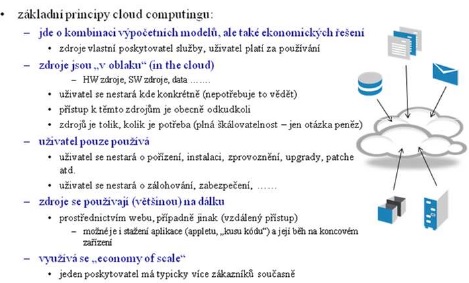 • základní principy cloud computingu:
– jde o kombinaci výpočetních modelů, ale také ekonomických řešení
• zdroje vlastní poskytovatel služby, uživatel platí za používání
– zdroje jsou „v oblaku“ (in the cloud)
– HW zdroje, SW zdroje, data …….
• uživatel se nestará kde konkrétně (nepotřebuje to vědět)
• přístup k těmto zdrojům je obecně odkudkoli
• zdrojů je tolik, kolik je potřeba (plná škálovatelnost – jen otázka peněz)
– uživatel pouze používá
• uživatel se nestará o pořízení, instalaci, zprovoznění, upgrady, patche
atd.
• uživatel se nestará o zálohování, zabezpečení, ……
– zdroje se používají (většinou) na dálku
• prostřednictvím webu, případně jinak (vzdálený přístup)
– možné je i stažení aplikace (appletu, „kusu kódu“) a její běh na koncovém
zařízení
– využívá se „economy of scale“
• jeden poskytovatel má typicky více zákazníků současně